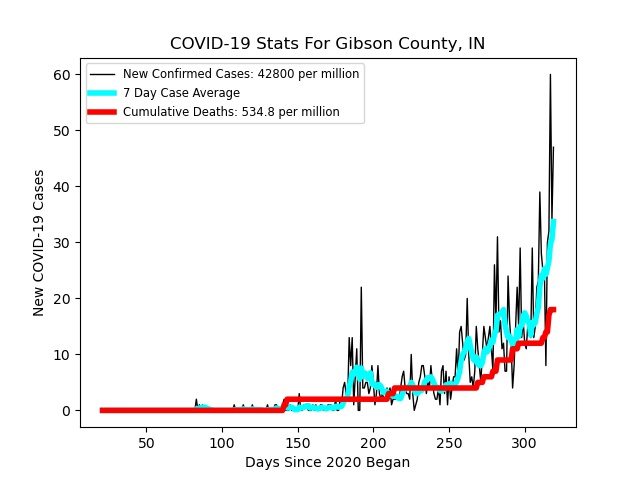 COVID-19 Stats For Gibson County, IN
New Confirmed Cases: 42800 per million
7 Day Case Average
Cumulative Deaths: 534.8 per million
60
50
40
30
20
10
0
New COVID-19 Cases
50 100 150 200 250 300
Days Since 2020 Began